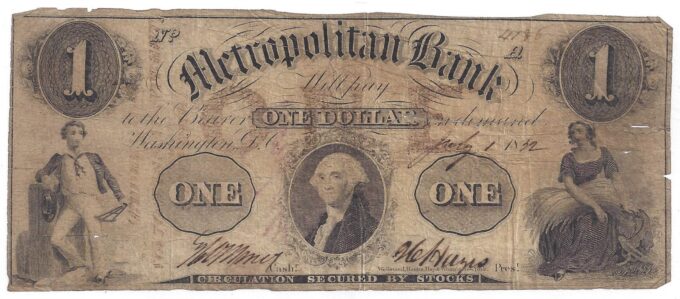 1 No 1
A
Metropolitan Bank
Will pay
to the Bearer ONE DOLLAR on demand
Washington, D.C. July 1 1852
ONE ONE
Cash. Pres.
CIRCULATION SECURED BY STOCKS